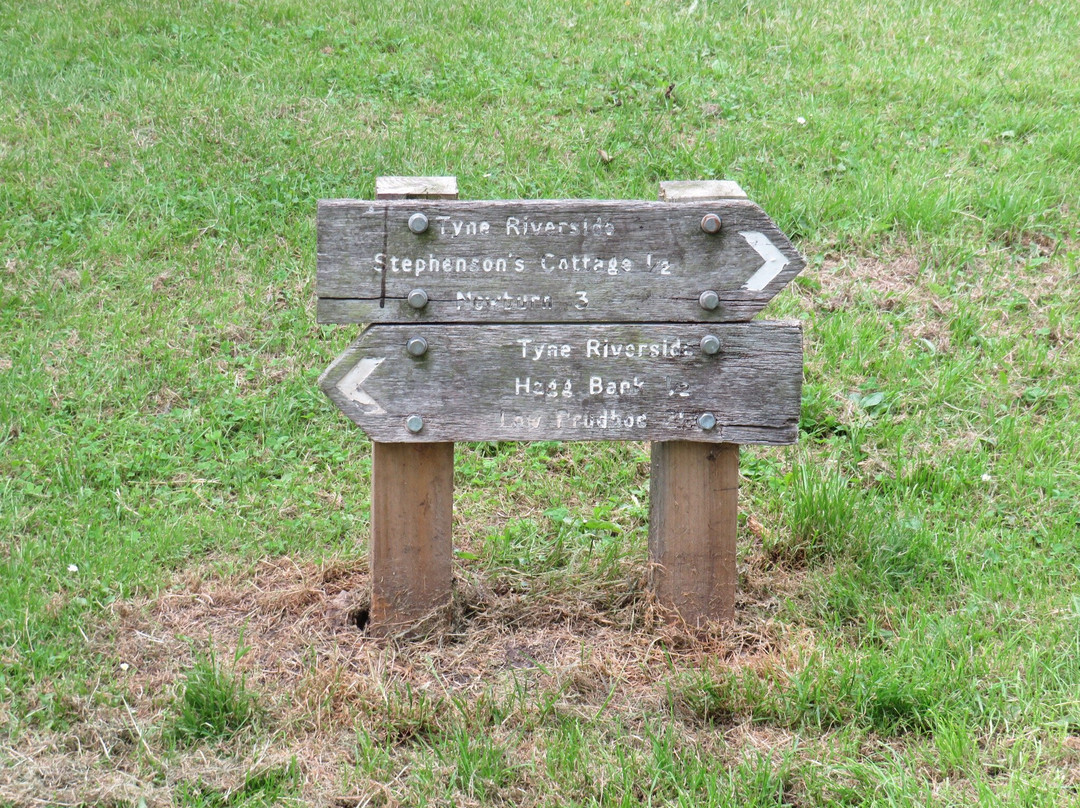 Tyne Riverside
Stephenson's Cottage ½
Newburn 3
Tyne Riverside
Hagg Bank ½
Low Prudhoe